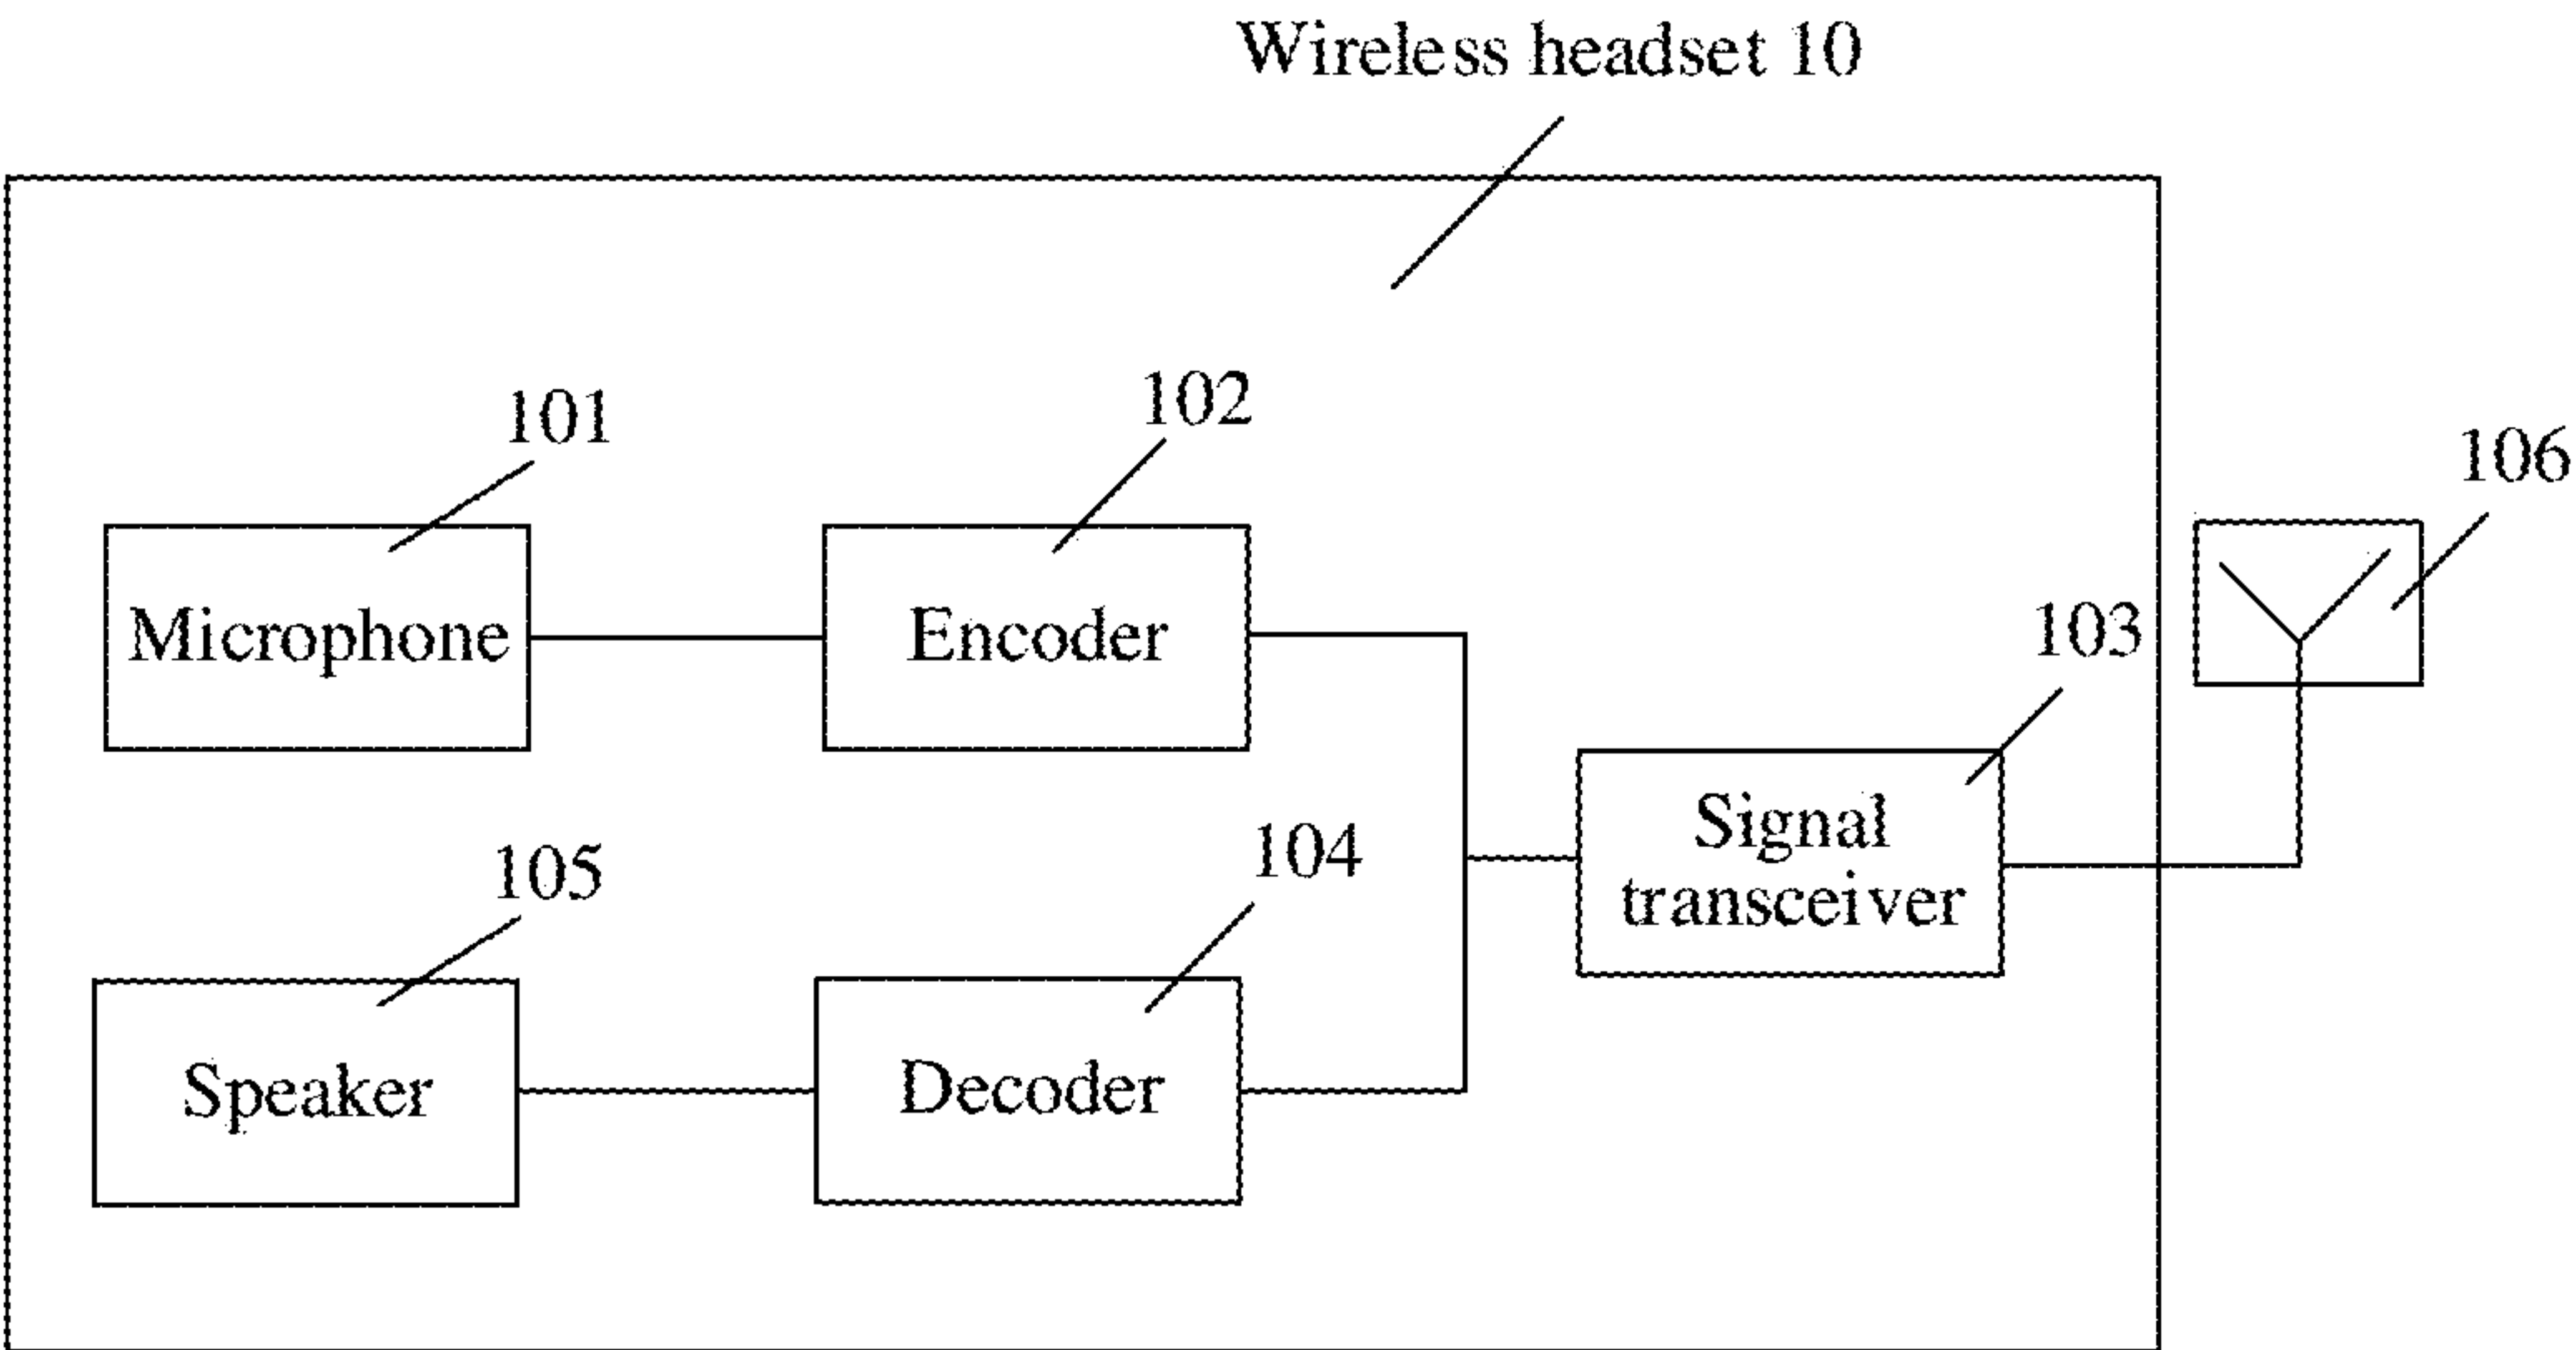 Wireless headset 10
101
102
106
Microphone
Encoder
103
105
104
Signal
transceiver
Speaker
Decoder